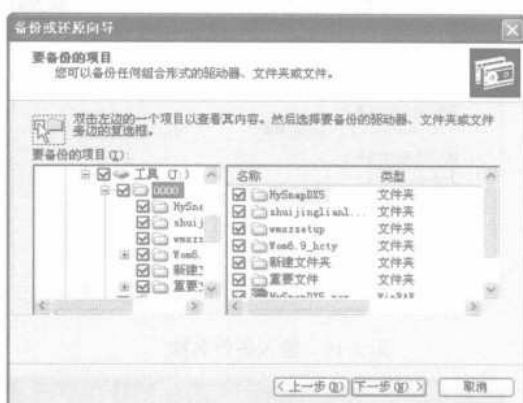 备份或还原向导
要备份的项目
您可以备份任何组合形式的驱动器、文件夹或文件。
双击左边的一个项目以查看其内容。然后选择要备份的驱动器、文件夹或文件
旁边的复选框。
要备份的项目(I):
工具 (J:)
0000
HySna
shuij
wmzzs
Yom6.
新建文
重要文
名称 类型
HySnapDX5 文件夹
shuijinglianl... 文件夹
wmzzsetup 文件夹
Yom6.9_hcty 文件夹
新建文件夹 文件夹
重要文件 文件夹
WinRAR
<上一步(B) 下一步(N)> 取消